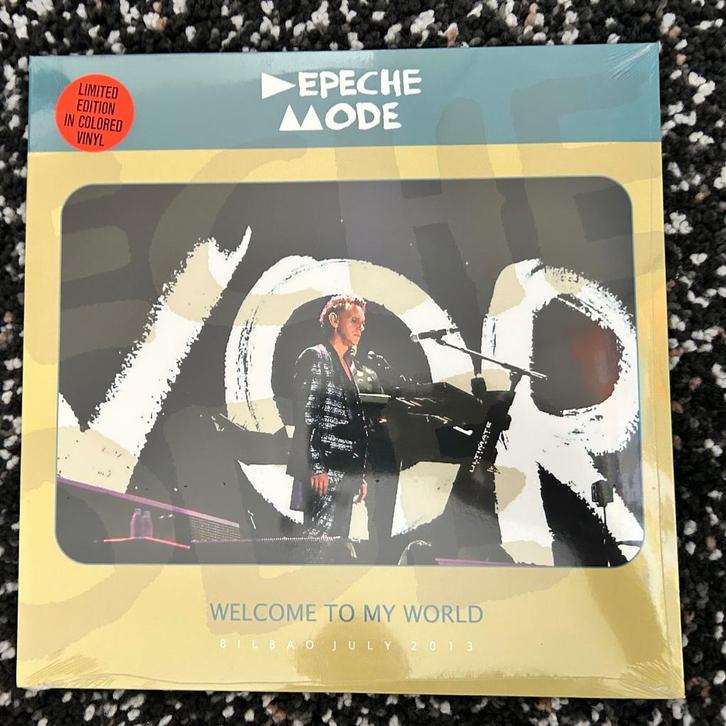 DEPECHE
MODE
LIMITED
EDITION
IN COLORED
VINYL
ULTIMATE
WELCOME TO MY WORLD
BILBAO JULY 2013